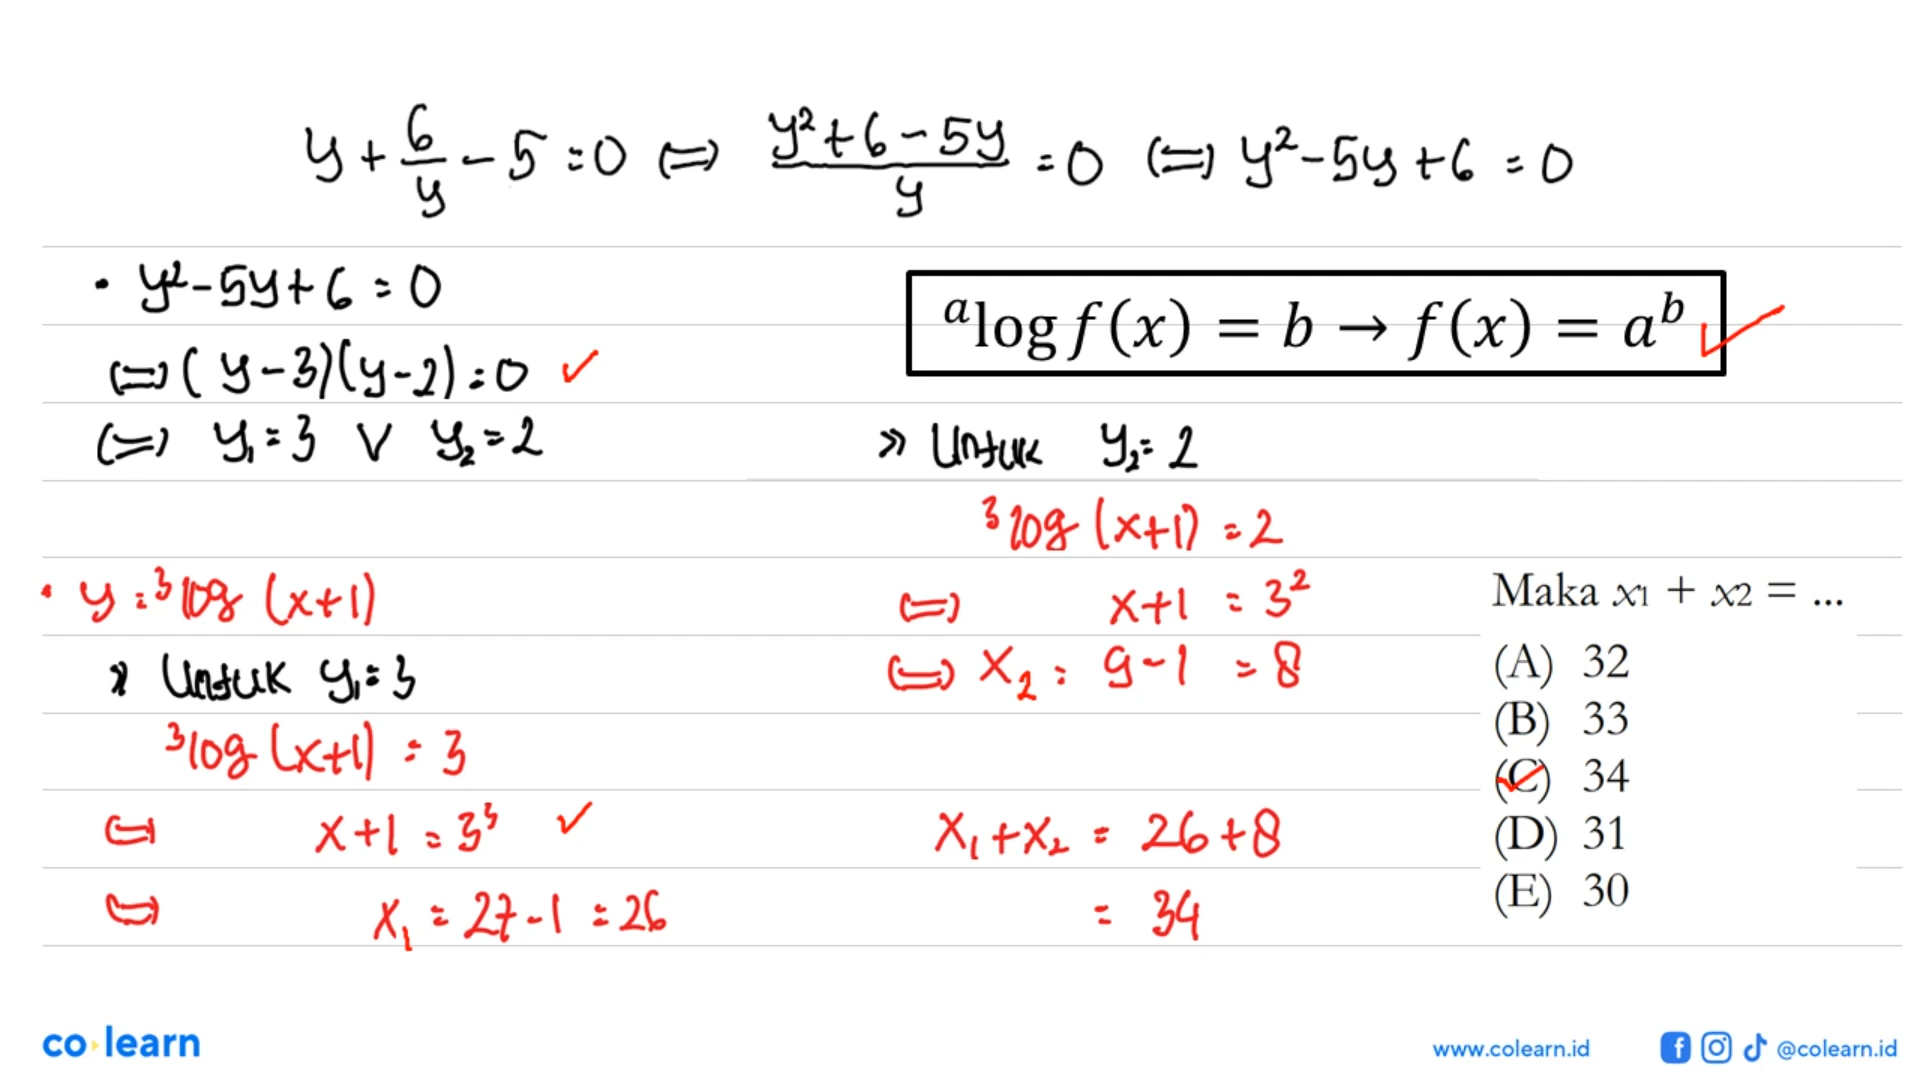 y + 6/y - 5 = 0 ⇔ (y² + 6 - 5y)/y = 0 ⇔ y² - 5y + 6 = 0
• y² - 5y + 6 = 0
⇔ (y - 3)(y - 2) = 0 ✓
⇔ y₁ = 3 ∨ y₂ = 2
• y = ³log (x+1)
» Untuk y₁ = 3
³log (x+1) = 3
⇔ x + 1 = 3³ ✓
⇔ x₁ = 27 - 1 = 26
ᵃlog f(x) = b → f(x) = aᵇ ✓
» Untuk y₂ = 2
³log (x+1) = 2
⇔ x+1 = 3²
⇔ x₂ = 9 - 1 = 8
x₁ + x₂ = 26 + 8
= 34
Maka x₁ + x₂ = ...
(A) 32
(B) 33
(C) 34
(D) 31
(E) 30
co learn
www.colearn.id
@colearn.id